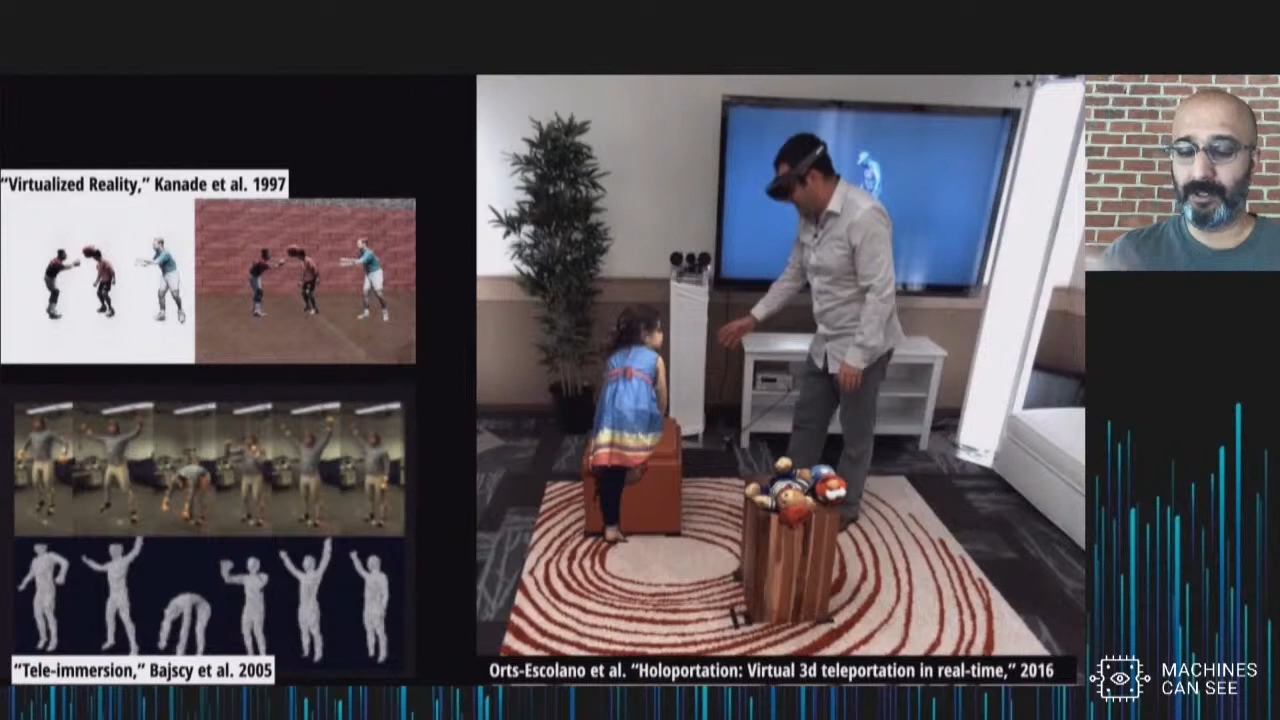 “Virtualized Reality,” Kanade et al. 1997
“Tele-immersion,” Bajscy et al. 2005
Orts-Escolano et al. “Holoportation: Virtual 3d teleportation in real-time,” 2016
MACHINES
CAN SEE